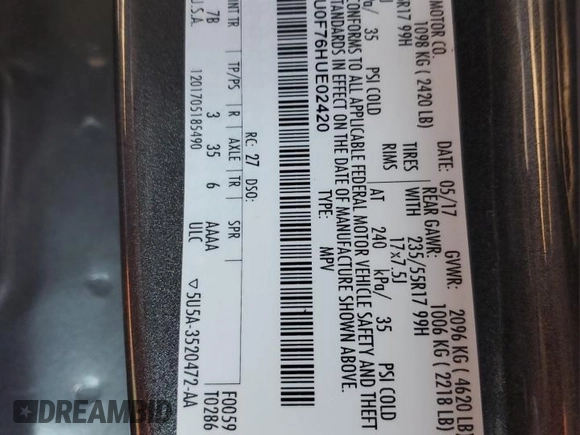 MOTOR CO.
DATE: 05/17 GVWR: 2096 KG ( 4620 LB
1098 KG ( 2420 LB) REAR GAWR: 1006 KG ( 2218 LB)
TIRES WITH 235/55R17 99H
R17 99H RIMS 17x7.5J
kPa/ 35 PSI COLD AT 240 kPa/ 35 PSI COLD
CONFORMS TO ALL APPLICABLE FEDERAL MOTOR VEHICLE SAFETY AND THEFT
STANDARDS IN EFFECT ON THE DATE OF MANUFACTURE SHOWN ABOVE.
U0F76HUE02420 TYPE: MPV
RC: 27 DSO: F0059
INT TR TP/PS R AXLE TR SPR T0286
7B 3 35 6 AAAA
U.S.A. 1201705185490 ULC ▽5U5A-3520472-AA
DREAMBID